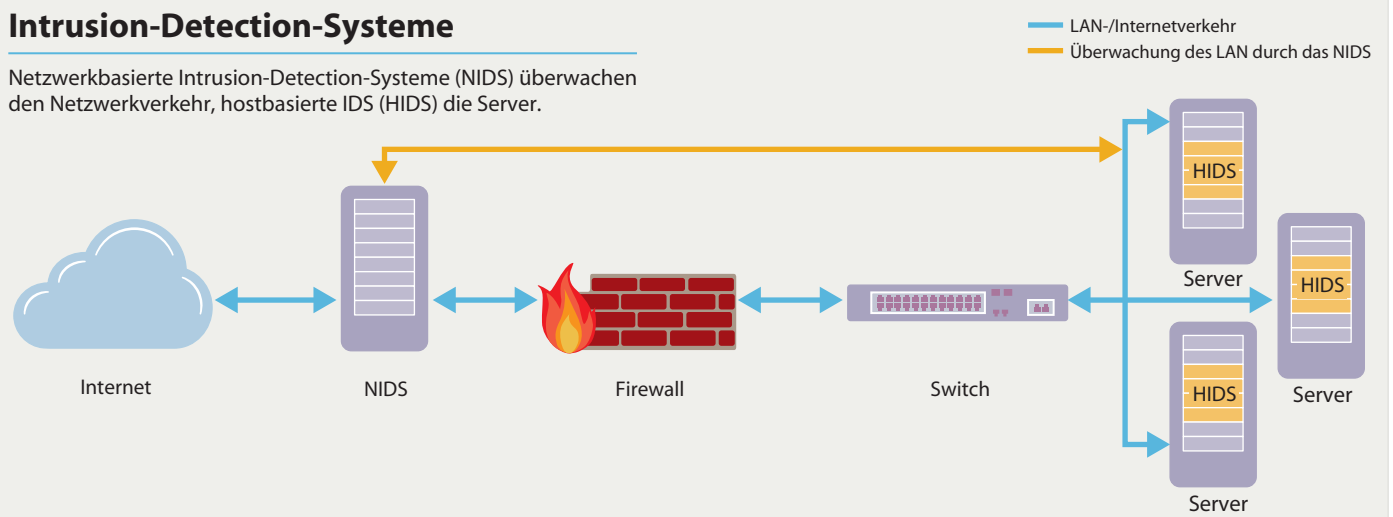 Intrusion-Detection-Systeme
Netzwerkbasierte Intrusion-Detection-Systeme (NIDS) überwachen
den Netzwerkverkehr, hostbasierte IDS (HIDS) die Server.
LAN-/Internetverkehr
Überwachung des LAN durch das NIDS
Internet
NIDS
Firewall
Switch
HIDS
Server
HIDS
Server
HIDS
Server